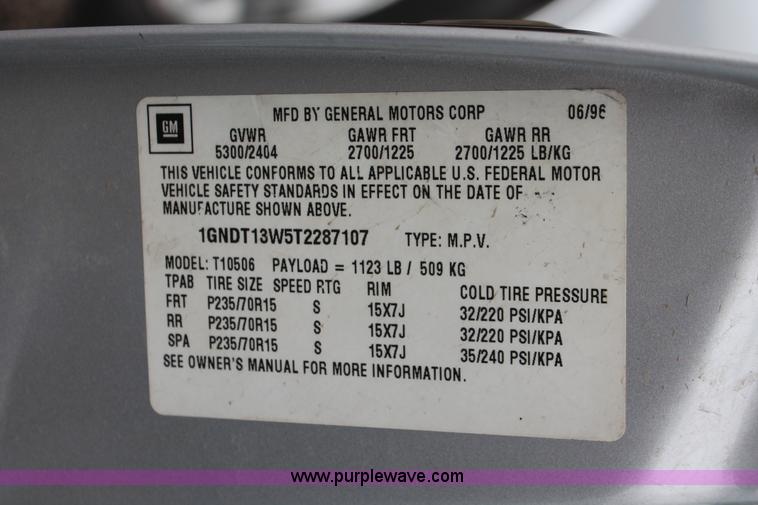 GM
MFD BY GENERAL MOTORS CORP 06/96
GVWR GAWR FRT GAWR RR
5300/2404 2700/1225 2700/1225 LB/KG
THIS VEHICLE CONFORMS TO ALL APPLICABLE U.S. FEDERAL MOTOR
VEHICLE SAFETY STANDARDS IN EFFECT ON THE DATE OF
MANUFACTURE SHOWN ABOVE.
1GNDT13W5T2287107 TYPE: M.P.V.
MODEL: T10506 PAYLOAD = 1123 LB / 509 KG
TPAB TIRE SIZE SPEED RTG RIM COLD TIRE PRESSURE
FRT P235/70R15 S 15X7J 32/220 PSI/KPA
RR P235/70R15 S 15X7J 32/220 PSI/KPA
SPA P235/70R15 S 15X7J 35/240 PSI/KPA
SEE OWNER'S MANUAL FOR MORE INFORMATION.
www.purplewave.com